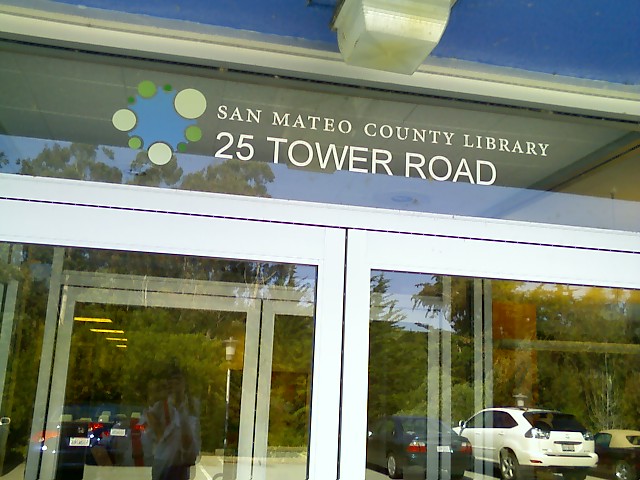 SAN MATEO COUNTY LIBRARY
25 TOWER ROAD